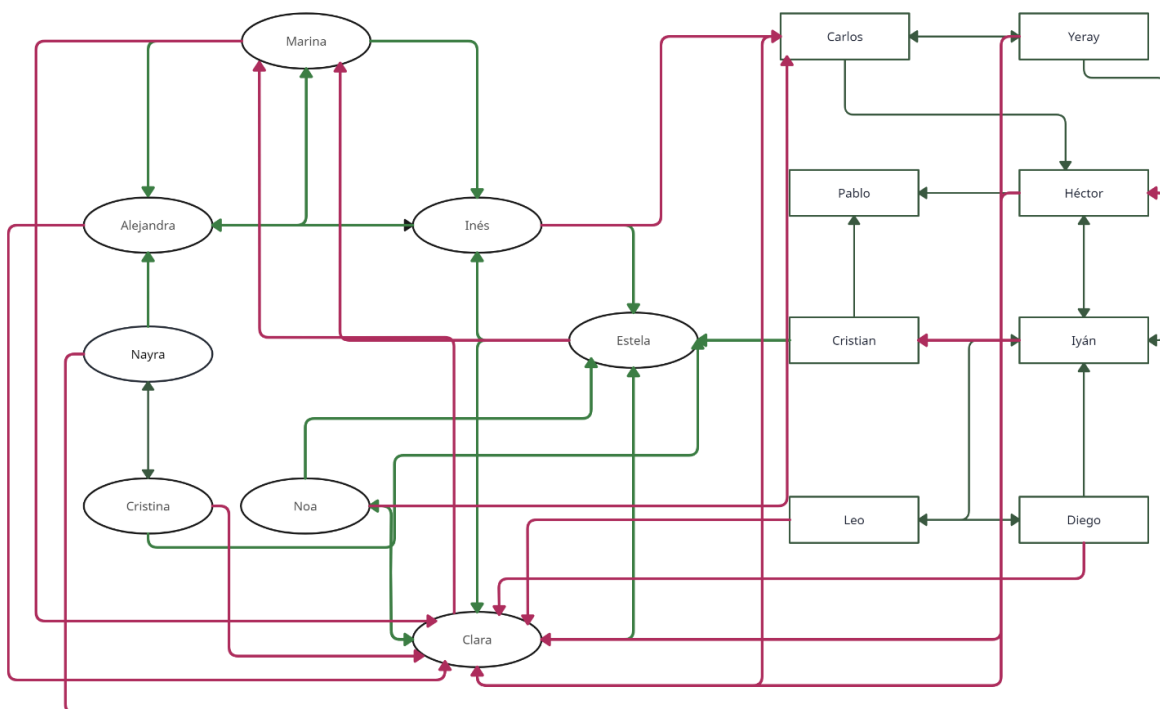 Marina
Carlos
Yeray
Pablo
Héctor
Alejandra
Inés
Estela
Cristian
Iyán
Nayra
Cristina
Noa
Leo
Diego
Clara